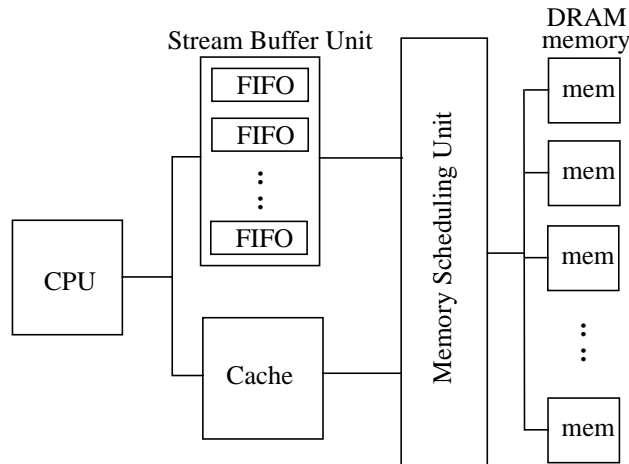 DRAM
memory
Stream Buffer Unit
FIFO
FIFO
FIFO
CPU
Cache
Memory Scheduling Unit
mem
mem
mem
mem